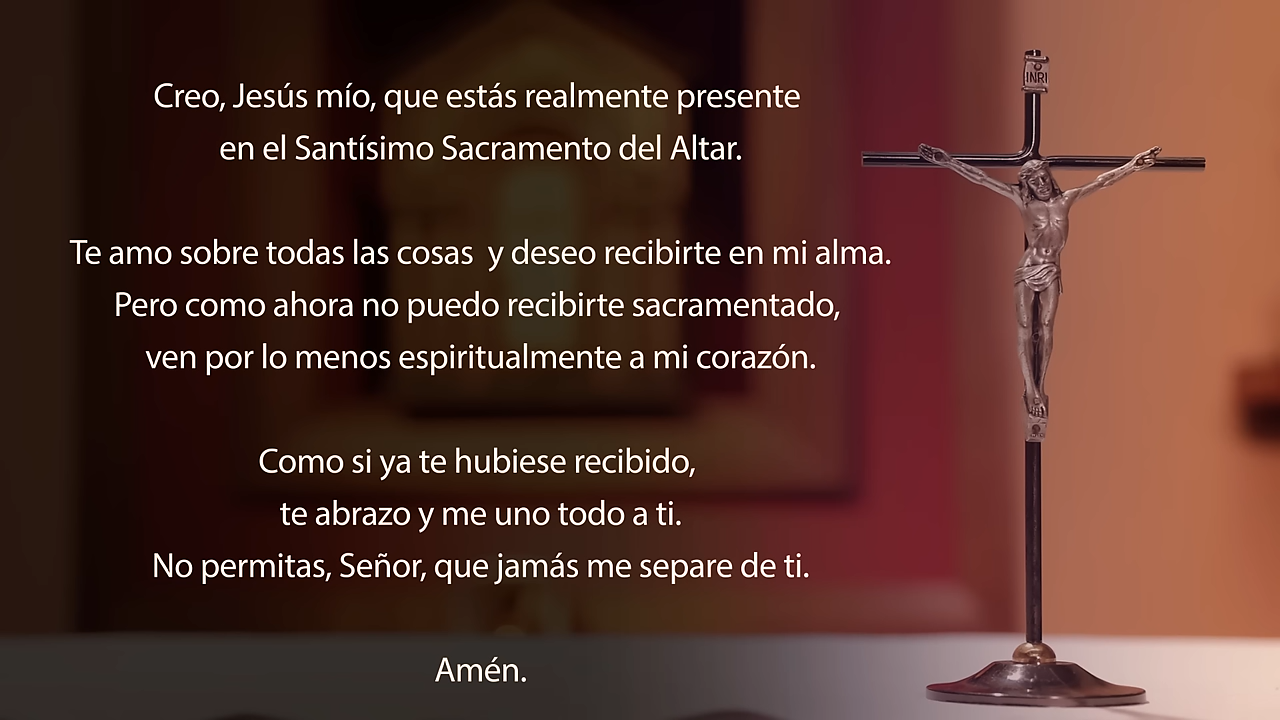 Creo, Jesús mío, que estás realmente presente
en el Santísimo Sacramento del Altar.
Te amo sobre todas las cosas  y deseo recibirte en mi alma.
Pero como ahora no puedo recibirte sacramentado,
ven por lo menos espiritualmente a mi corazón.
Como si ya te hubiese recibido,
te abrazo y me uno todo a ti.
No permitas, Señor, que jamás me separe de ti.
Amén.
INRI